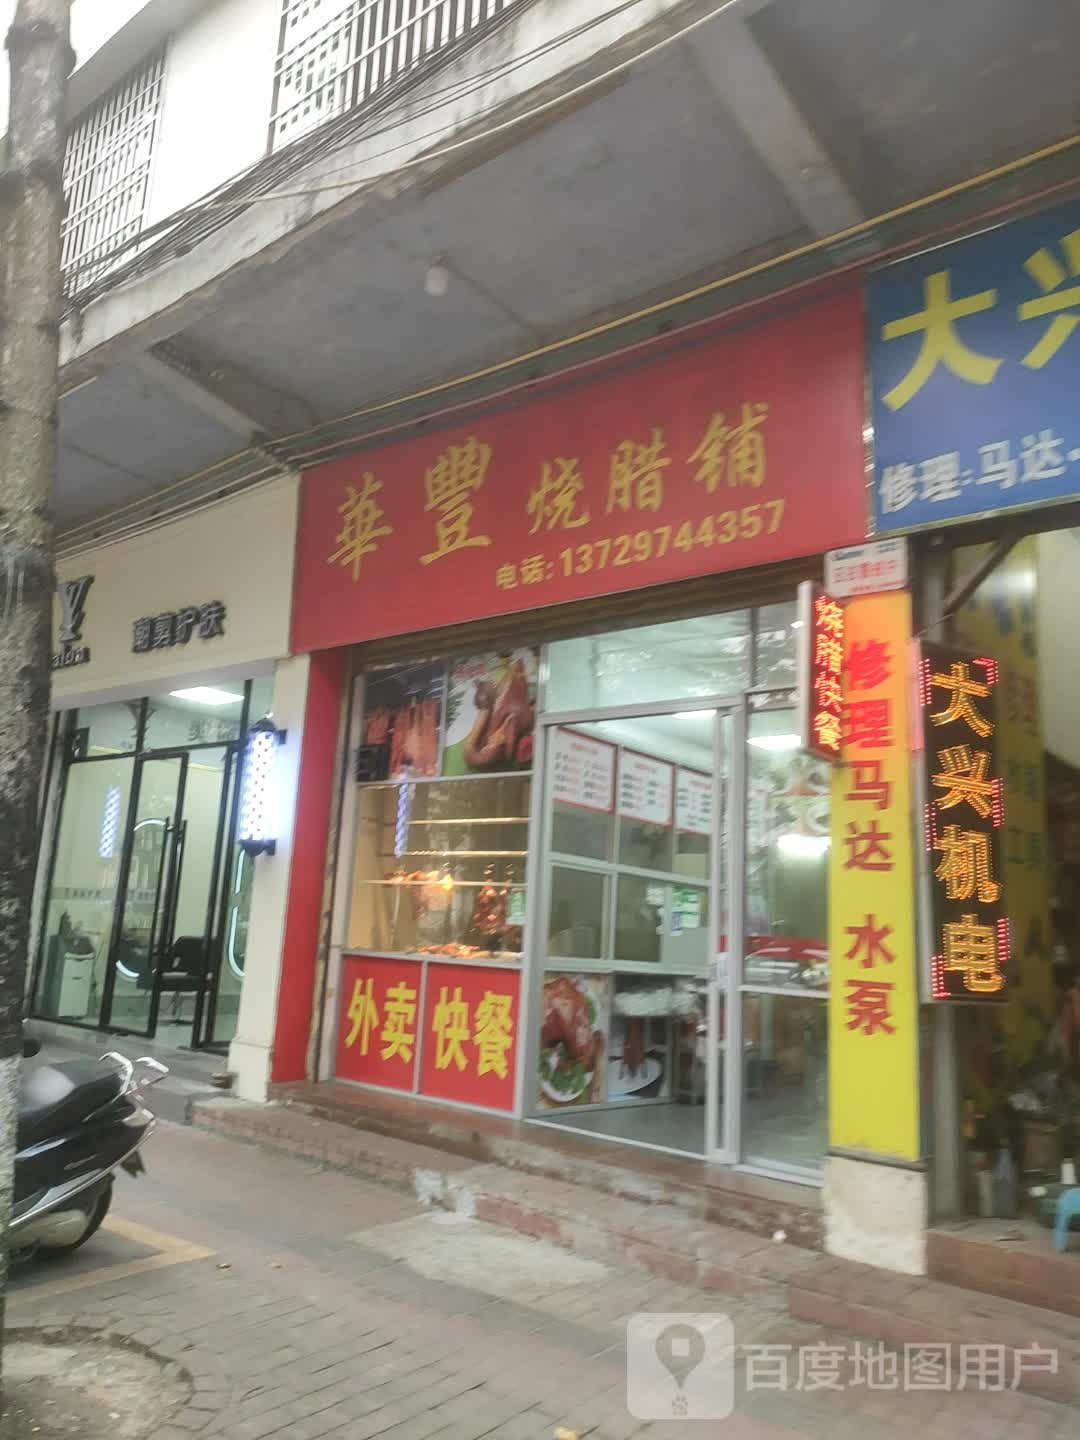 華豐烧腊铺
电话:13729744357
大兴
修理:马达
护肤
烧腊快餐
修理马达 水泵
大兴机电
外卖
快餐
百度地图用户